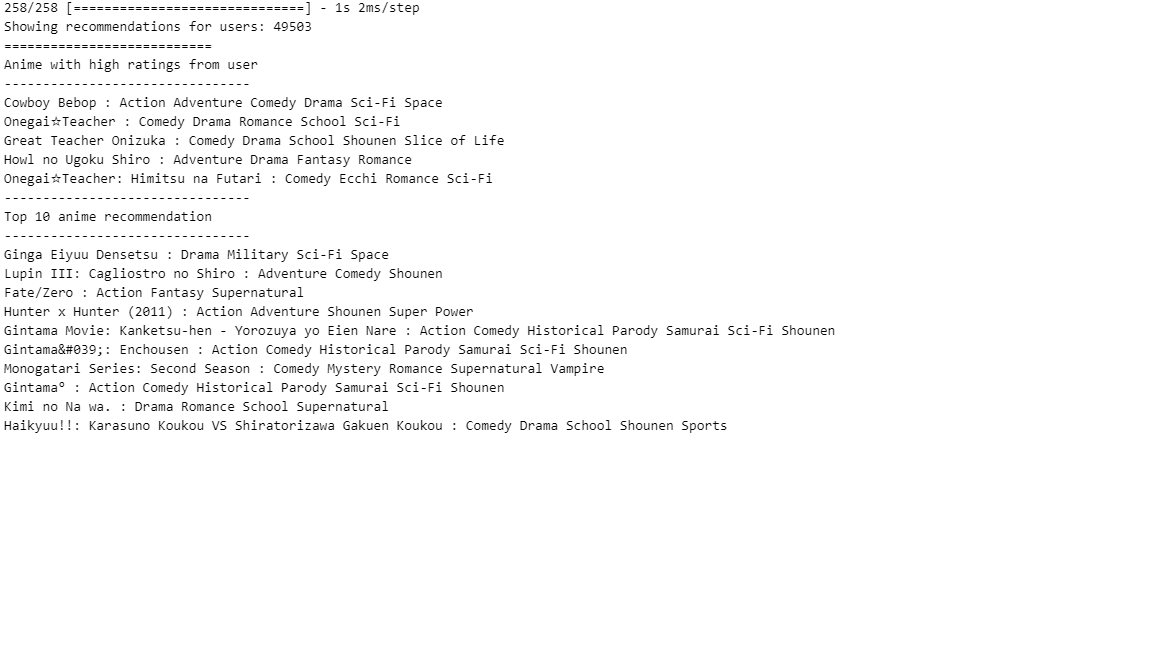 258/258 [==============================] - 1s 2ms/step
Showing recommendations for users: 49503
===========================
Anime with high ratings from user
--------------------------------
Cowboy Bebop : Action Adventure Comedy Drama Sci-Fi Space
Onegai☆Teacher : Comedy Drama Romance School Sci-Fi
Great Teacher Onizuka : Comedy Drama School Shounen Slice of Life
Howl no Ugoku Shiro : Adventure Drama Fantasy Romance
Onegai☆Teacher: Himitsu na Futari : Comedy Ecchi Romance Sci-Fi
--------------------------------
Top 10 anime recommendation
--------------------------------
Ginga Eiyuu Densetsu : Drama Military Sci-Fi Space
Lupin III: Cagliostro no Shiro : Adventure Comedy Shounen
Fate/Zero : Action Fantasy Supernatural
Hunter x Hunter (2011) : Action Adventure Shounen Super Power
Gintama Movie: Kanketsu-hen - Yorozuya yo Eien Nare : Action Comedy Historical Parody Samurai Sci-Fi Shounen
Gintama&#039;: Enchousen : Action Comedy Historical Parody Samurai Sci-Fi Shounen
Monogatari Series: Second Season : Comedy Mystery Romance Supernatural Vampire
Gintama° : Action Comedy Historical Parody Samurai Sci-Fi Shounen
Kimi no Na wa. : Drama Romance School Supernatural
Haikyuu!!: Karasuno Koukou VS Shiratorizawa Gakuen Koukou : Comedy Drama School Shounen Sports